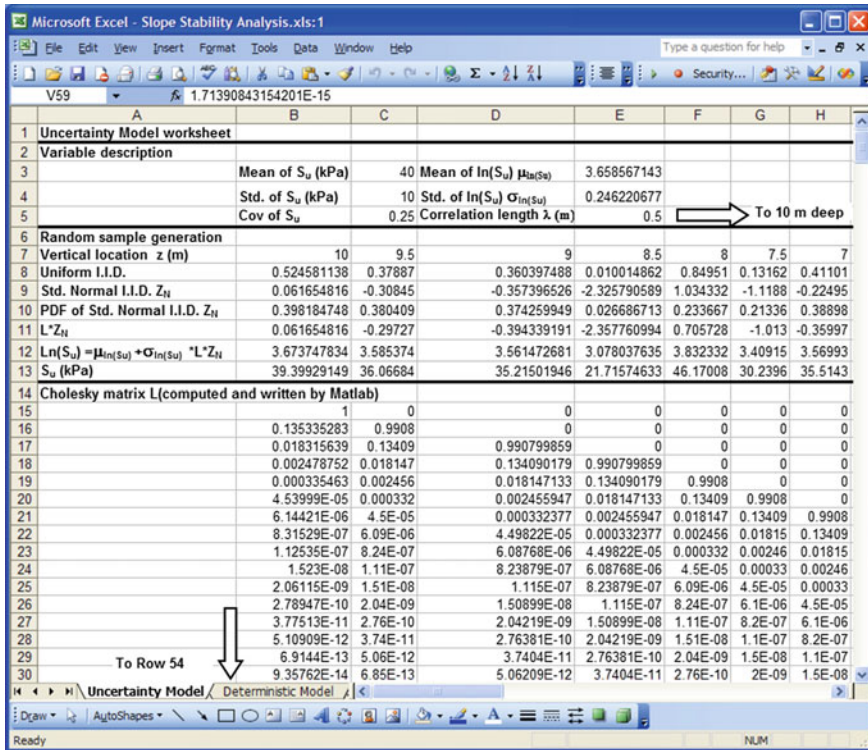 Microsoft Excel - Slope Stability Analysis.xls:1
File Edit View Insert Format Tools Data Window Help Type a question for help
Security...
V59 fx 1.71390843154201E-15
A B C D E F G H
1 Uncertainty Model worksheet
2 Variable description
3 Mean of Su (kPa) 40 Mean of ln(Su) μln(Su) 3.658567143
4 Std. of Su (kPa) 10 Std. of ln(Su) σln(Su) 0.246220677
5 Cov of Su 0.25 Correlation length λ (m) 0.5 To 10 m deep
6 Random sample generation
7 Vertical location z (m) 10 9.5 9 8.5 8 7.5 7
8 Uniform I.I.D. 0.524581138 0.37887 0.360397488 0.010014862 0.84951 0.13162 0.41101
9 Std. Normal I.I.D. ZN 0.061654816 -0.30845 -0.357396526 -2.325790589 1.034332 -1.1188 -0.22495
10 PDF of Std. Normal I.I.D. ZN 0.398184748 0.380409 0.374259949 0.026686713 0.233667 0.21336 0.38898
11 L*ZN 0.061654816 -0.29727 -0.394339191 -2.357760994 0.705728 -1.013 -0.35997
12 Ln(Su) =μln(Su) +σln(Su) *L*ZN 3.673747834 3.585374 3.561472681 3.078037635 3.832332 3.40915 3.56993
13 Su (kPa) 39.39929149 36.06684 35.21501946 21.71574633 46.17008 30.2396 35.5143
14 Cholesky matrix L(computed and written by Matlab)
15 1 0 0 0 0 0 0
16 0.135335283 0.9908 0 0 0 0 0
17 0.018315639 0.13409 0.990799859 0 0 0 0
18 0.002478752 0.018147 0.134090179 0.990799859 0 0 0
19 0.000335463 0.002456 0.018147133 0.134090179 0.9908 0 0
20 4.53999E-05 0.000332 0.002455947 0.018147133 0.13409 0.9908 0
21 6.14421E-06 4.5E-05 0.000332377 0.002455947 0.018147 0.13409 0.9908
22 8.31529E-07 6.09E-06 4.49822E-05 0.000332377 0.002456 0.01815 0.13409
23 1.12535E-07 8.24E-07 6.08768E-06 4.49822E-05 0.000332 0.00246 0.01815
24 1.523E-08 1.11E-07 8.23879E-07 6.08768E-06 4.5E-05 0.00033 0.00246
25 2.06115E-09 1.51E-08 1.115E-07 8.23879E-07 6.09E-06 4.5E-05 0.00033
26 2.78947E-10 2.04E-09 1.50899E-08 1.115E-07 8.24E-07 6.1E-06 4.5E-05
27 3.77513E-11 2.76E-10 2.04219E-09 1.50899E-08 1.11E-07 8.2E-07 6.1E-06
28 5.10909E-12 3.74E-11 2.76381E-10 2.04219E-09 1.51E-08 1.1E-07 8.2E-07
29 To Row 54 6.9144E-13 5.06E-12 3.7404E-11 2.76381E-10 2.04E-09 1.5E-08 1.1E-07
30 9.35762E-14 6.85E-13 5.06209E-12 3.7404E-11 2.76E-10 2E-09 1.5E-08
Uncertainty Model Deterministic Model
Draw AutoShapes
Ready NUM